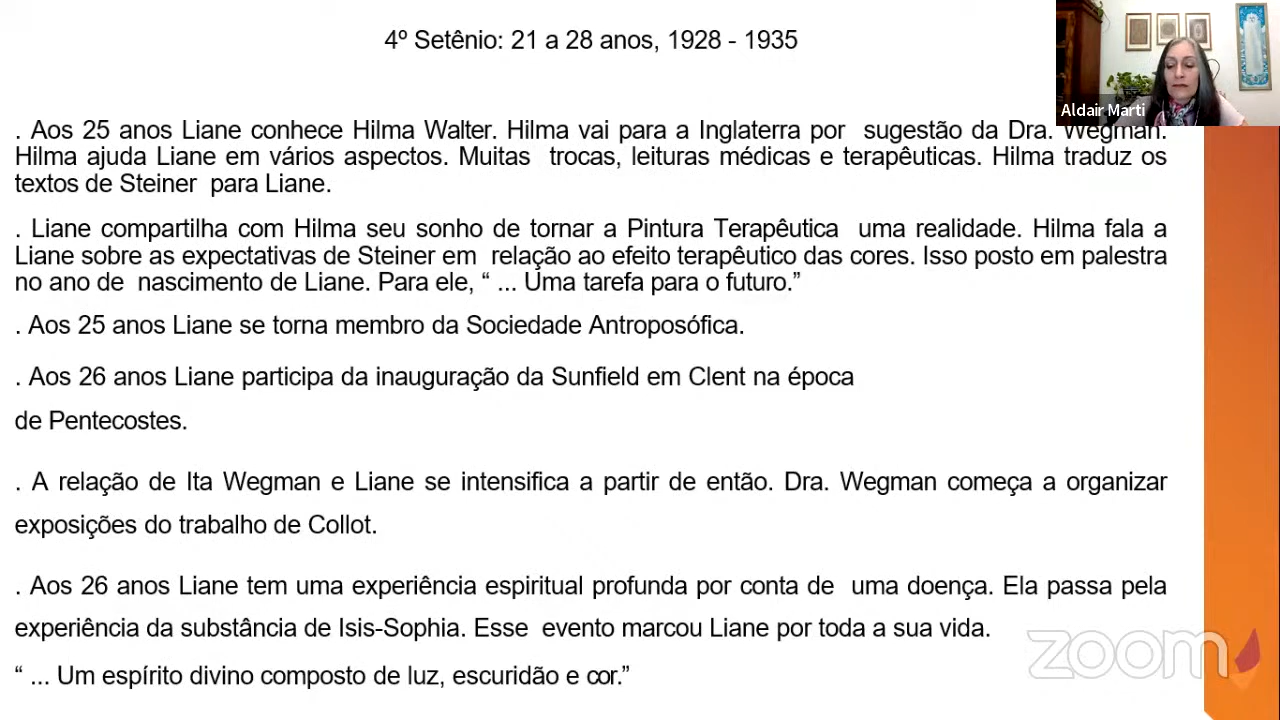 4º Setênio: 21 a 28 anos, 1928 - 1935
Aldair Marti
. Aos 25 anos Liane conhece Hilma Walter. Hilma vai para a Inglaterra por sugestão da Dra. Wegman.
Hilma ajuda Liane em vários aspectos. Muitas trocas, leituras médicas e terapêuticas. Hilma traduz os
textos de Steiner para Liane.
. Liane compartilha com Hilma seu sonho de tornar a Pintura Terapêutica uma realidade. Hilma fala a
Liane sobre as expectativas de Steiner em relação ao efeito terapêutico das cores. Isso posto em palestra
no ano de nascimento de Liane. Para ele, “ ... Uma tarefa para o futuro.”
. Aos 25 anos Liane se torna membro da Sociedade Antroposófica.
. Aos 26 anos Liane participa da inauguração da Sunfield em Clent na época
de Pentecostes.
. A relação de Ita Wegman e Liane se intensifica a partir de então. Dra. Wegman começa a organizar
exposições do trabalho de Collot.
. Aos 26 anos Liane tem uma experiência espiritual profunda por conta de uma doença. Ela passa pela
experiência da substância de Isis-Sophia. Esse evento marcou Liane por toda a sua vida.
“ ... Um espírito divino composto de luz, escuridão e cor.”
zoom